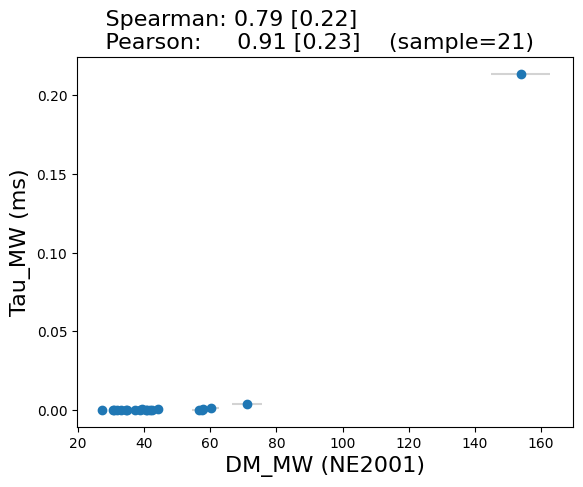 Spearman: 0.79 [0.22]
Pearson: 0.91 [0.23] (sample=21)
Tau_MW (ms)
0.20
0.15
0.10
0.05
0.00
20 40 60 80 100 120 140 160
DM_MW (NE2001)